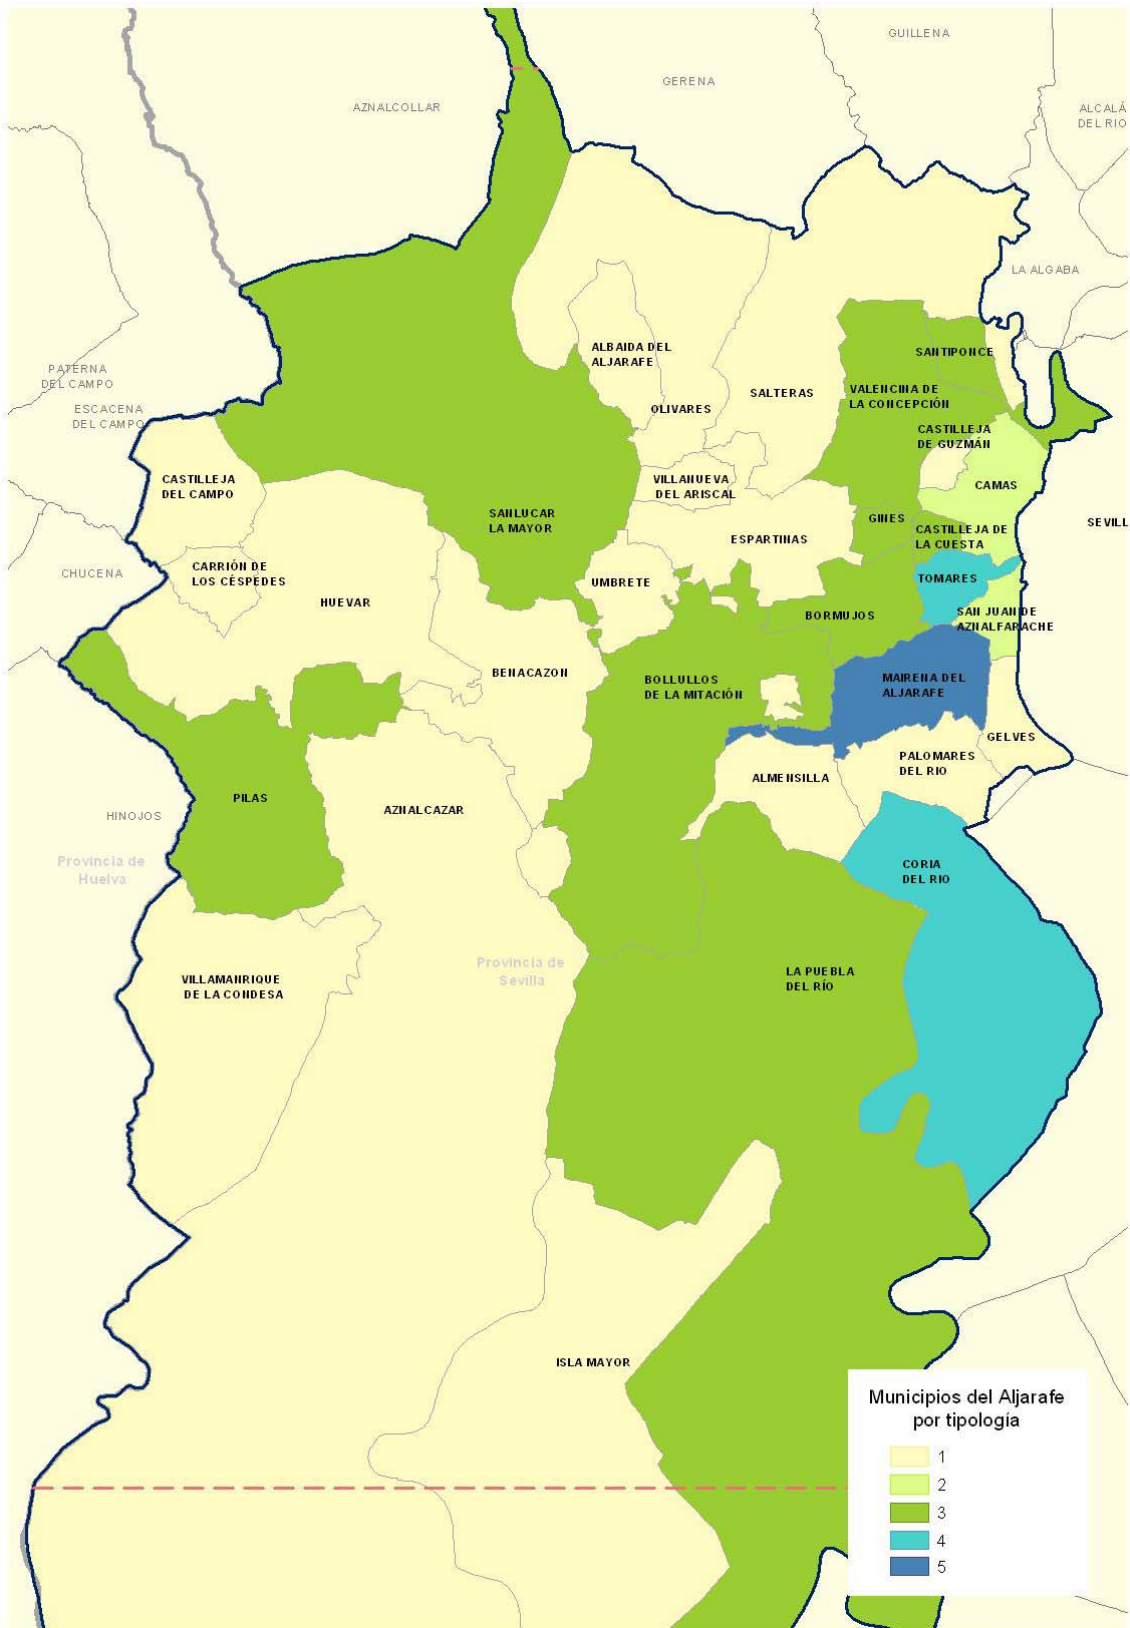 GUILLENA
GERENA
AZNALCOLLAR
ALCALÁ
DEL RIO
LA ALGABA
ALBAIDA DEL
ALJARAFE
SANTIPONCE
PATERNA
DEL CAMPO
SALTERAS
VALENCINA DE
LA CONCEPCIÓN
ESCACENA
DEL CAMPO
OLIVARES
CASTILLEJA
DE GUZMÁN
CASTILLEJA
DEL CAMPO
VILLANUEVA
DEL ARISCAL
CAMAS
SANLUCAR
LA MAYOR
GINES
SEVILL
ESPARTINAS
CASTILLEJA DE
LA CUESTA
CHUCENA
CARRIÓN DE
LOS CÉSPEDES
UMBRETE
TOMARES
HUEVAR
BORMUJOS
SAN JUAN DE
AZNALFARACHE
BENACAZON
BOLLULLOS
DE LA MITACIÓN
MAIRENA DEL
ALJARAFE
GELVES
PALOMARES
DEL RIO
ALMENSILLA
PILAS
AZNALCAZAR
HINOJOS
Provincia de
Huelva
CORIA
DEL RIO
Provincia de
Sevilla
LA PUEBLA
DEL RÍO
VILLAMANRIQUE
DE LA CONDESA
ISLA MAYOR
Municipios del Aljarafe
por tipología
1
2
3
4
5